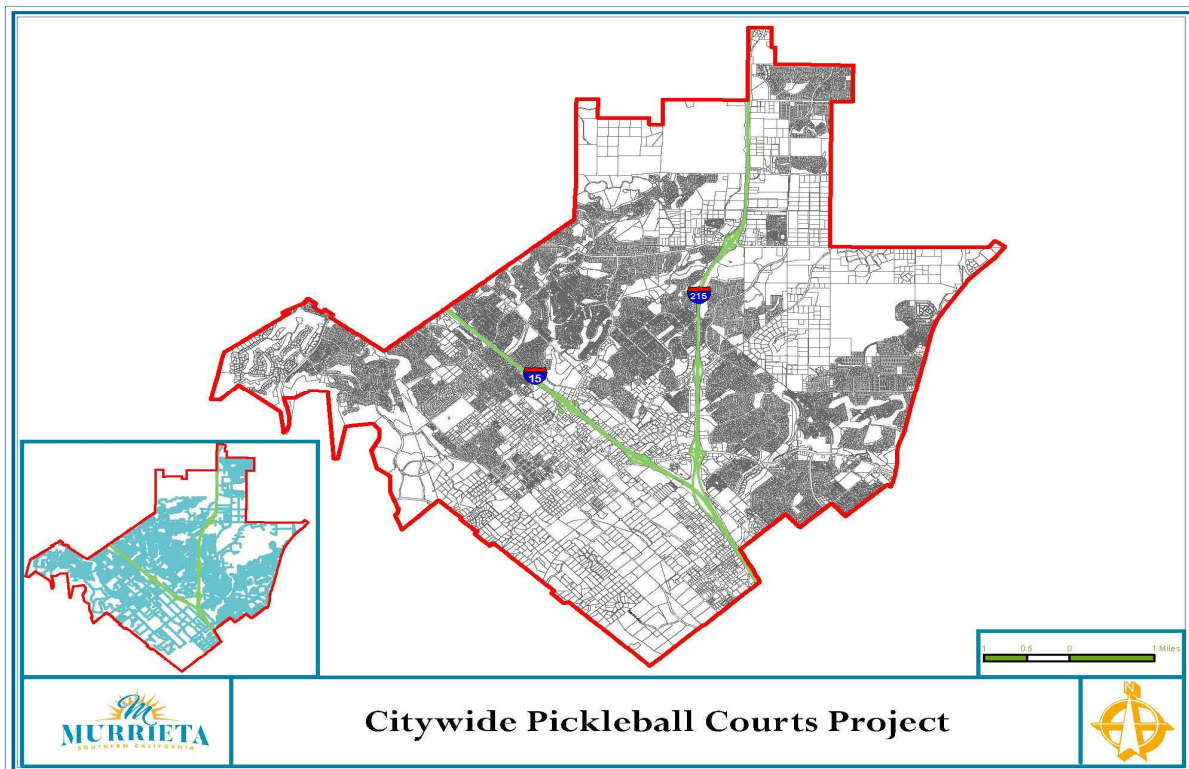 215
15
1 0.5 0 1 Miles
M
MURRIETA
SOUTHERN CALIFORNIA
Citywide Pickleball Courts Project
N